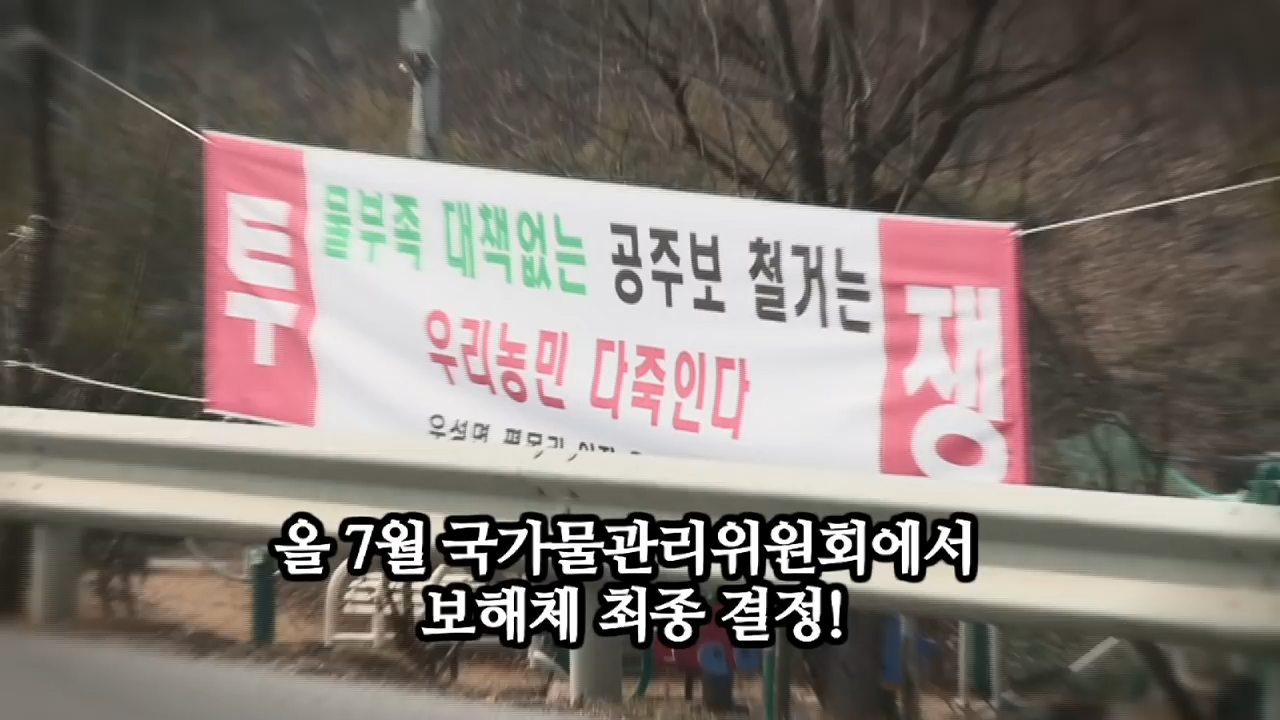 투
물부족 대책없는 공주보 철거는
우리농민 다죽인다
쟁
올 7월 국가물관리위원회에서
보해체 최종 결정!